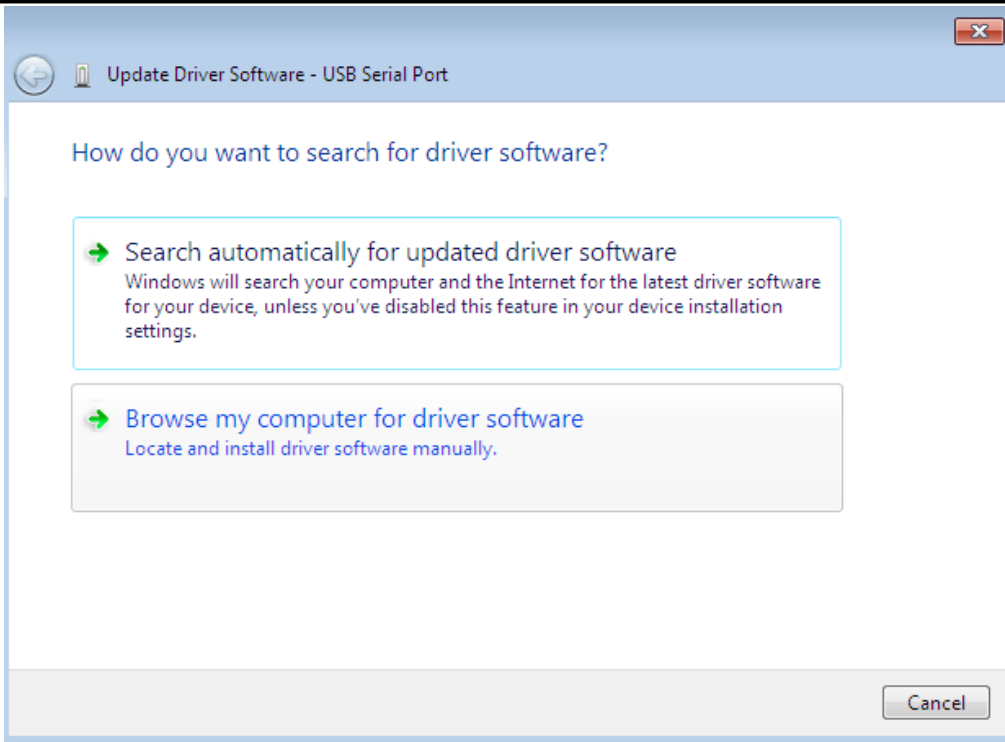 Update Driver Software - USB Serial Port
How do you want to search for driver software?
Search automatically for updated driver software
Windows will search your computer and the Internet for the latest driver software
for your device, unless you've disabled this feature in your device installation
settings.
Browse my computer for driver software
Locate and install driver software manually.
Cancel